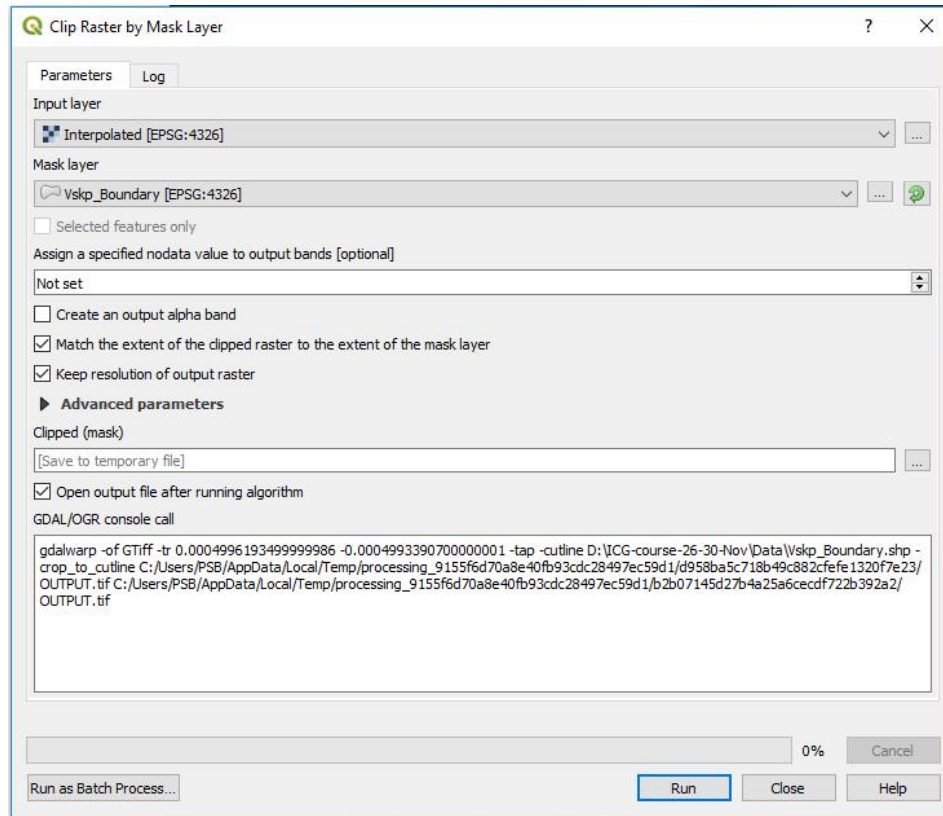 Clip Raster by Mask Layer ? X
Parameters Log
Input layer
Interpolated [EPSG:4326] ...
Mask layer
Vskp_Boundary [EPSG:4326] ...
Selected features only
Assign a specified nodata value to output bands [optional]
Not set
Create an output alpha band
Match the extent of the clipped raster to the extent of the mask layer
Keep resolution of output raster
Advanced parameters
Clipped (mask)
[Save to temporary file] ...
Open output file after running algorithm
GDAL/OGR console call
gdalwarp -of GTiff -tr 0.0004996193499999986 -0.0004993390700000001 -tap -cutline D:\ICG-course-26-30-Nov\Data\Vskp_Boundary.shp -
crop_to_cutline C:/Users/PSB/AppData/Local/Temp/processing_9155f6d70a8e40fb93cdc28497ec59d1/d958ba5c718b49c882cfefe1320f7e23/
OUTPUT.tif C:/Users/PSB/AppData/Local/Temp/processing_9155f6d70a8e40fb93cdc28497ec59d1/b2b07145d27b4a25a6cecdf722b392a2/
OUTPUT.tif
0% Cancel
Run as Batch Process... Run Close Help